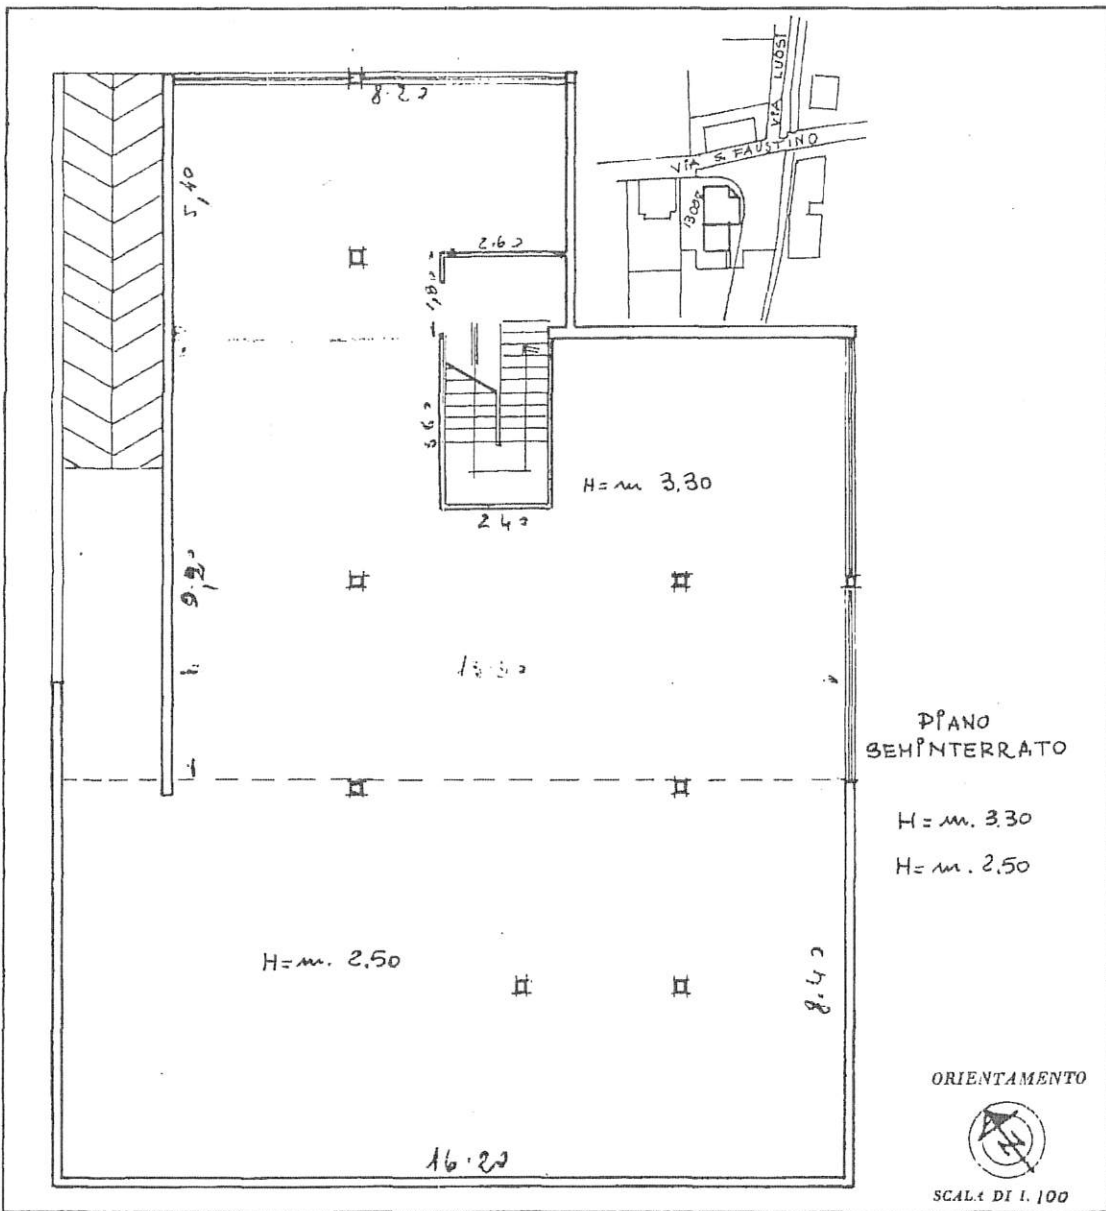 8.20
VIA LUOSI
VIA S. FAUSTINO
5,40
2.60
1,80
5.60
H= m 3.30
2.40
9.20
PIANO
SEMINTERRATO
H= m. 3.30
H= m. 2.50
H= m. 2.50
8.40
16.20
ORIENTAMENTO
N
SCALA DI 1. 100